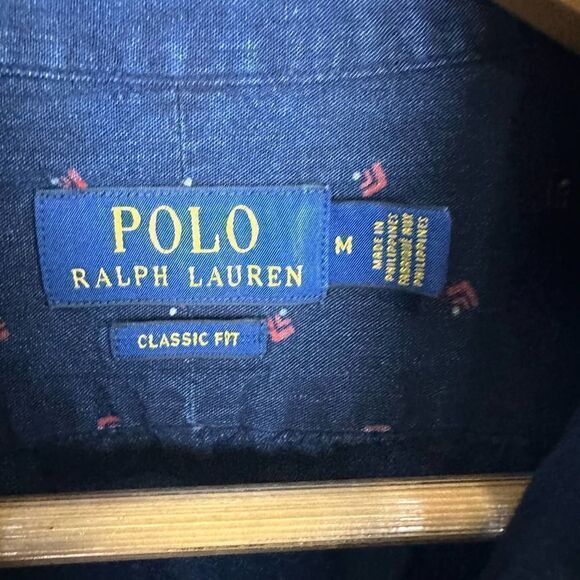 POLO
RALPH LAUREN
M
MADE IN
PHILIPPINES
FABRIQUÉ AUX
PHILIPPINES
CLASSIC FIT